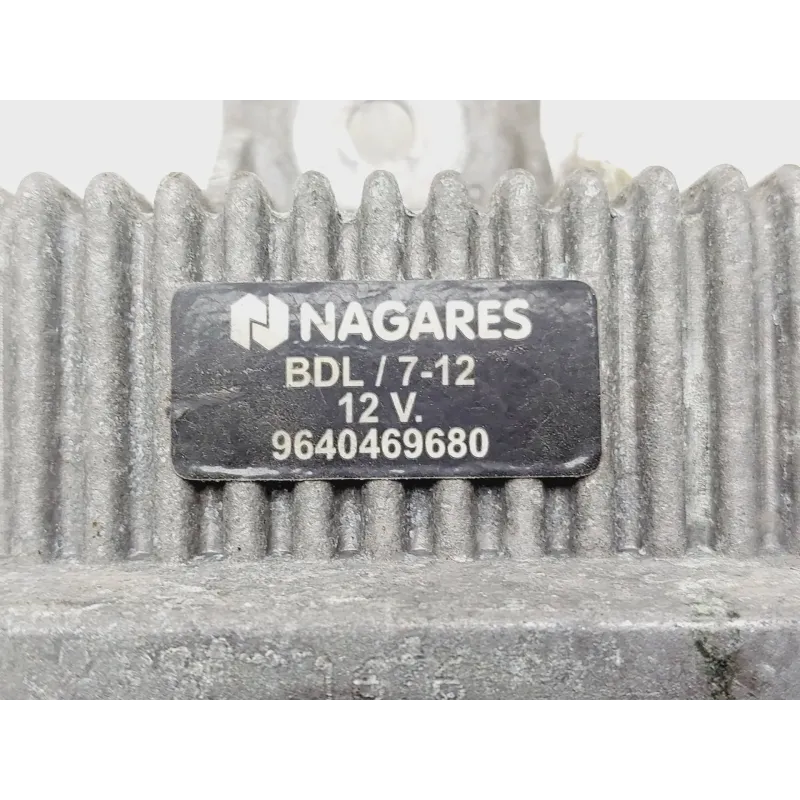 NAGARES
BDL / 7-12
12 V.
9640469680